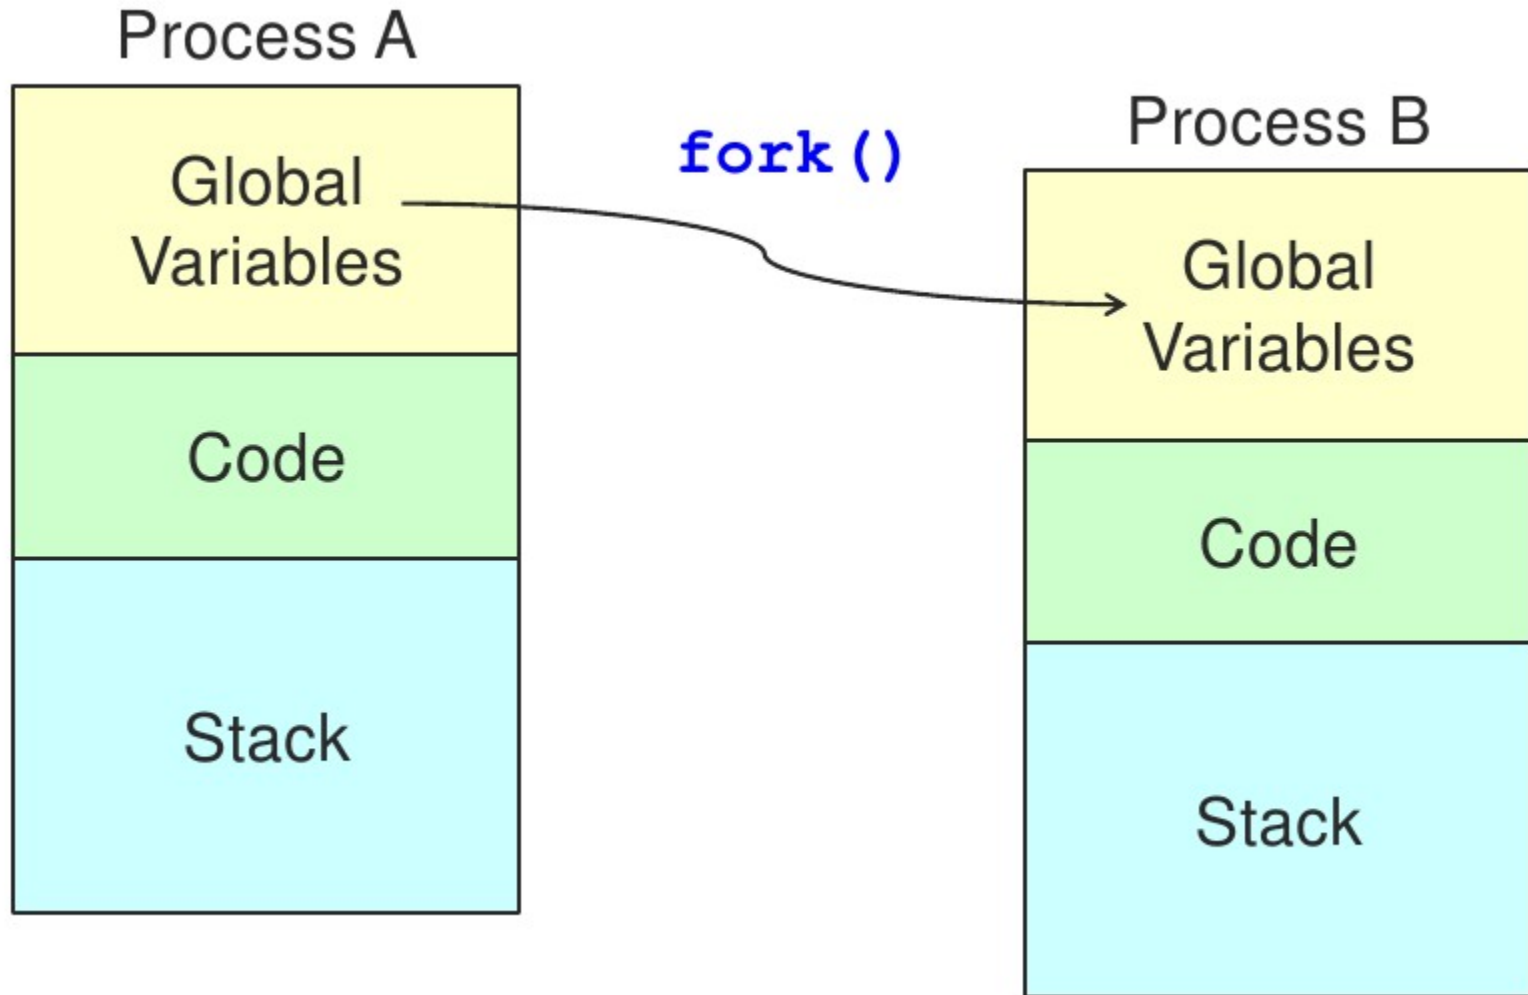 Process A
Global
Variables
Code
Stack
fork()
Process B
Global
Variables
Code
Stack